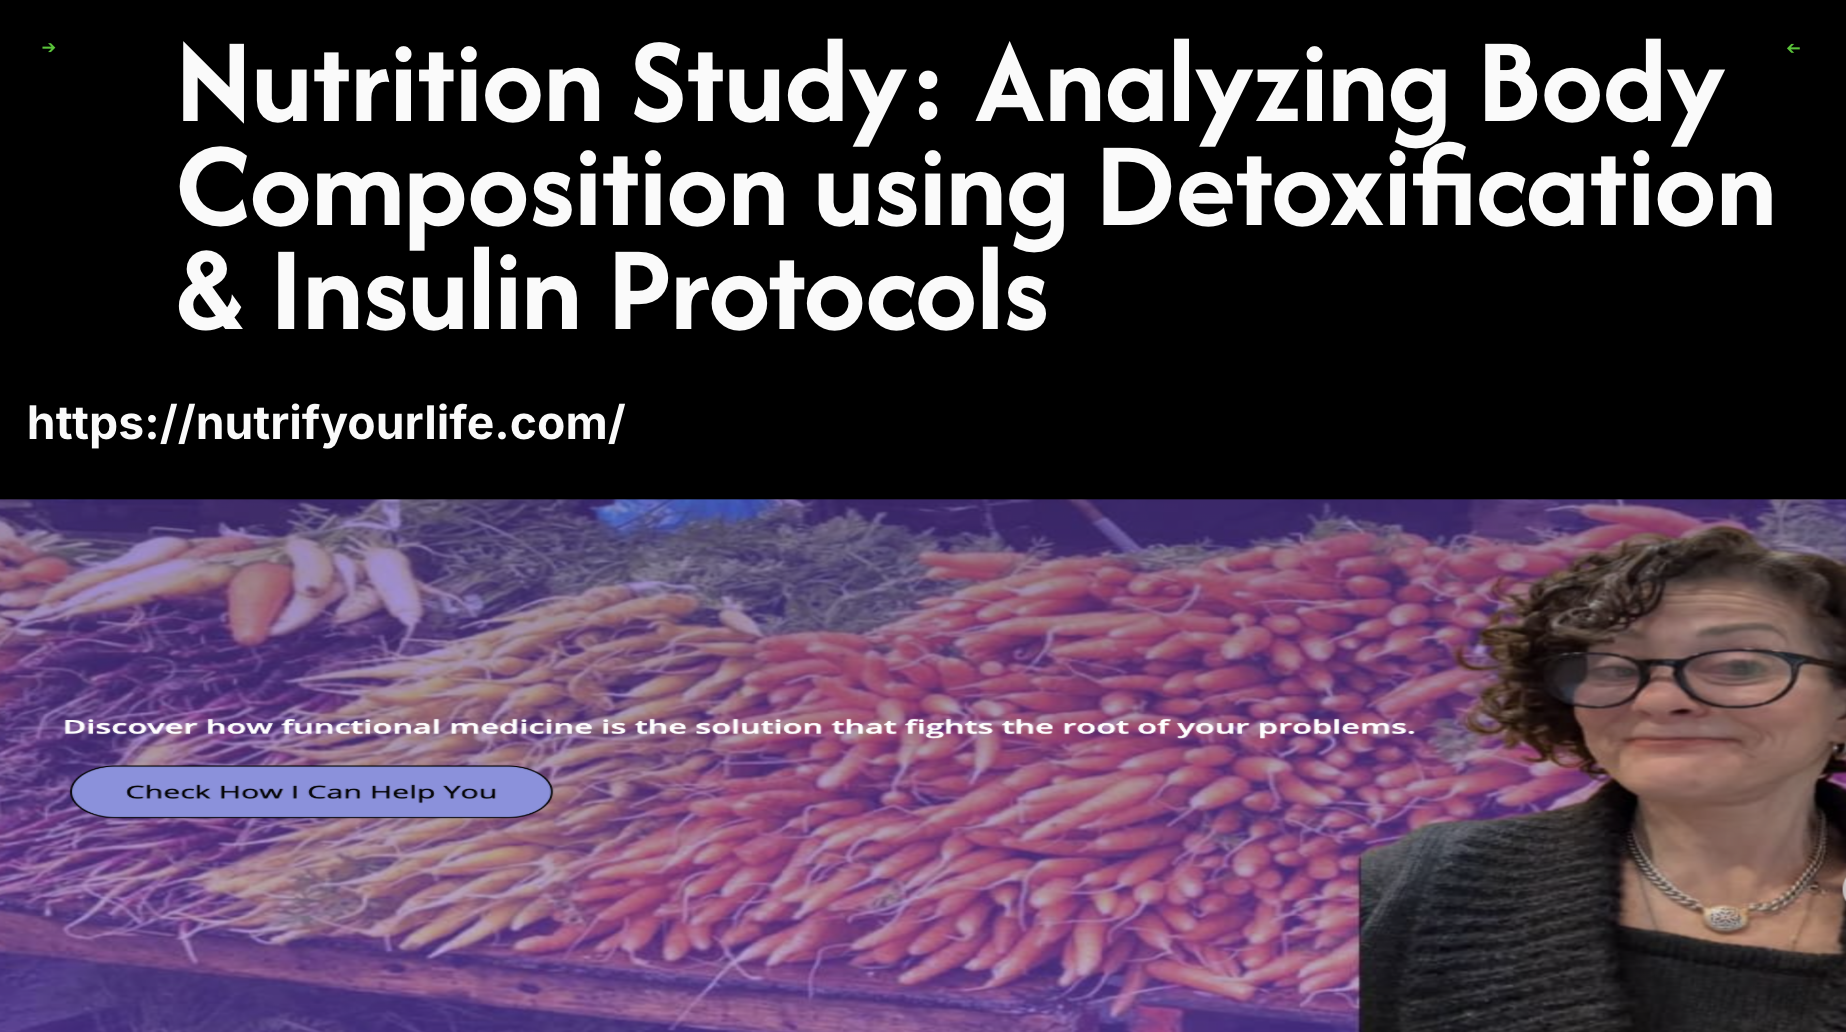 Nutrition Study: Analyzing Body
Composition using Detoxification
& Insulin Protocols
https://nutrifyourlife.com/
Discover how functional medicine is the solution that fights the root of your problems.
Check How I Can Help You